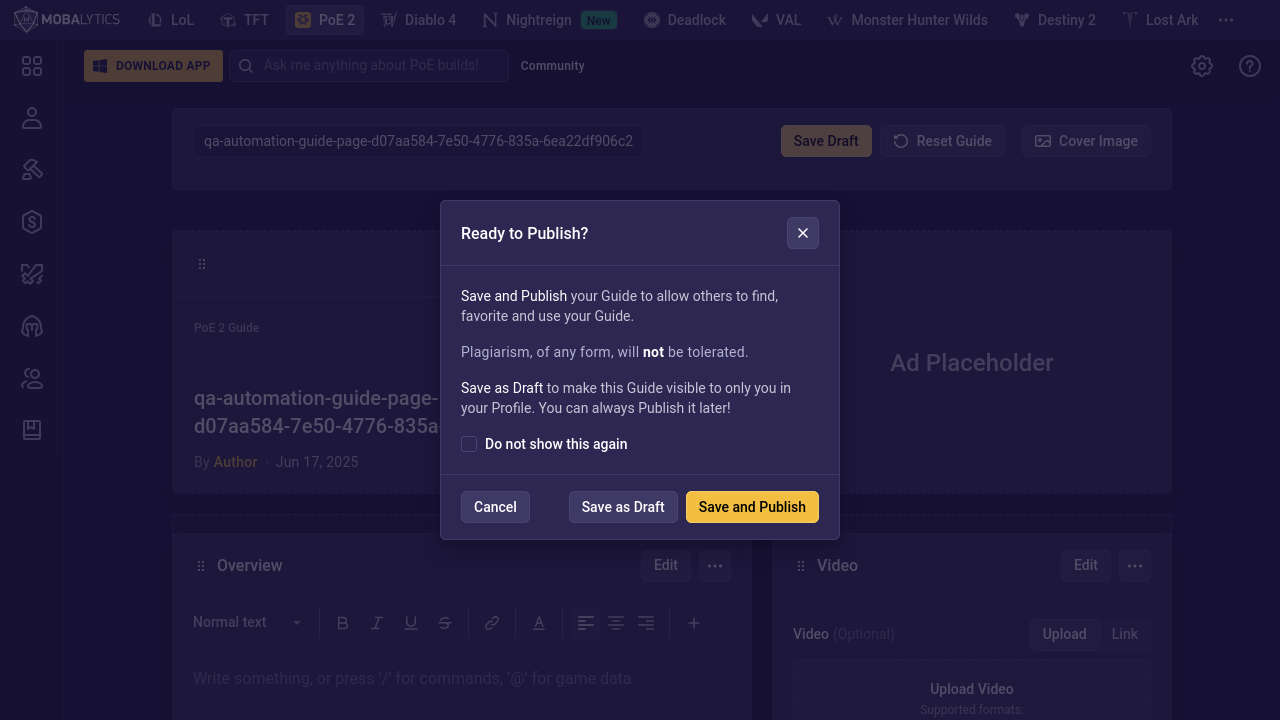 MOBALYTICS
LoL
TFT
PoE 2
Diablo 4
Nightreign New
Deadlock
VAL
Monster Hunter Wilds
Destiny 2
Lost Ark
DOWNLOAD APP
Ask me anything about PoE builds!
Community
qa-automation-guide-page-d07aa584-7e50-4776-835a-6ea22df906c2
Save Draft
Reset Guide
Cover Image
Ready to Publish?
Save and Publish your Guide to allow others to find,
favorite and use your Guide.
Plagiarism, of any form, will not be tolerated.
Save as Draft to make this Guide visible to only you in
your Profile. You can always Publish it later!
Do not show this again
Cancel
Save as Draft
Save and Publish
PoE 2 Guide
qa-automation-guide-page-
d07aa584-7e50-4776-835a-
By Author · Jun 17, 2025
Ad Placeholder
Overview
Edit
Normal text
Write something, or press '/' for commands, '@' for game data
Video
Edit
Video (Optional)
Upload
Link
Upload Video
Supported formats: